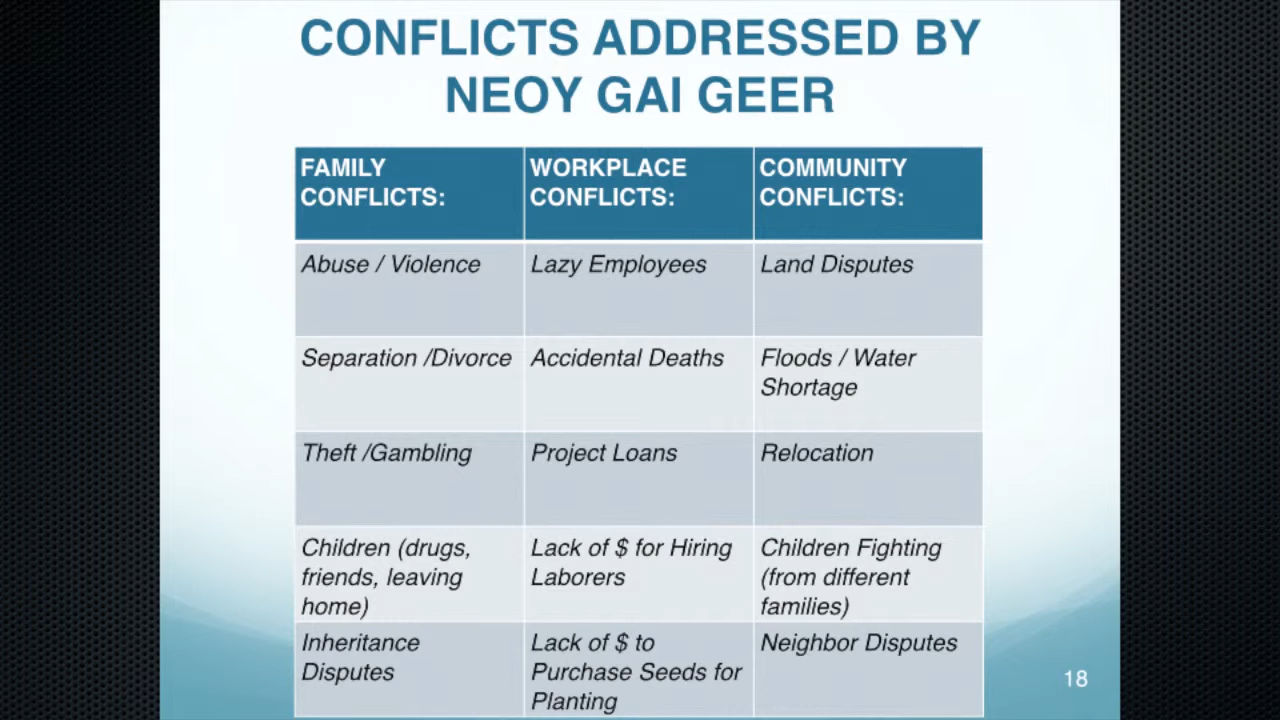 CONFLICTS ADDRESSED BY
NEOY GAI GEER
FAMILY
CONFLICTS:
WORKPLACE
CONFLICTS:
COMMUNITY
CONFLICTS:
Abuse / Violence
Lazy Employees
Land Disputes
Separation /Divorce
Accidental Deaths
Floods / Water
Shortage
Theft /Gambling
Project Loans
Relocation
Children (drugs,
friends, leaving
home)
Lack of $ for Hiring
Laborers
Children Fighting
(from different
families)
Inheritance
Disputes
Lack of $ to
Purchase Seeds for
Planting
Neighbor Disputes
18